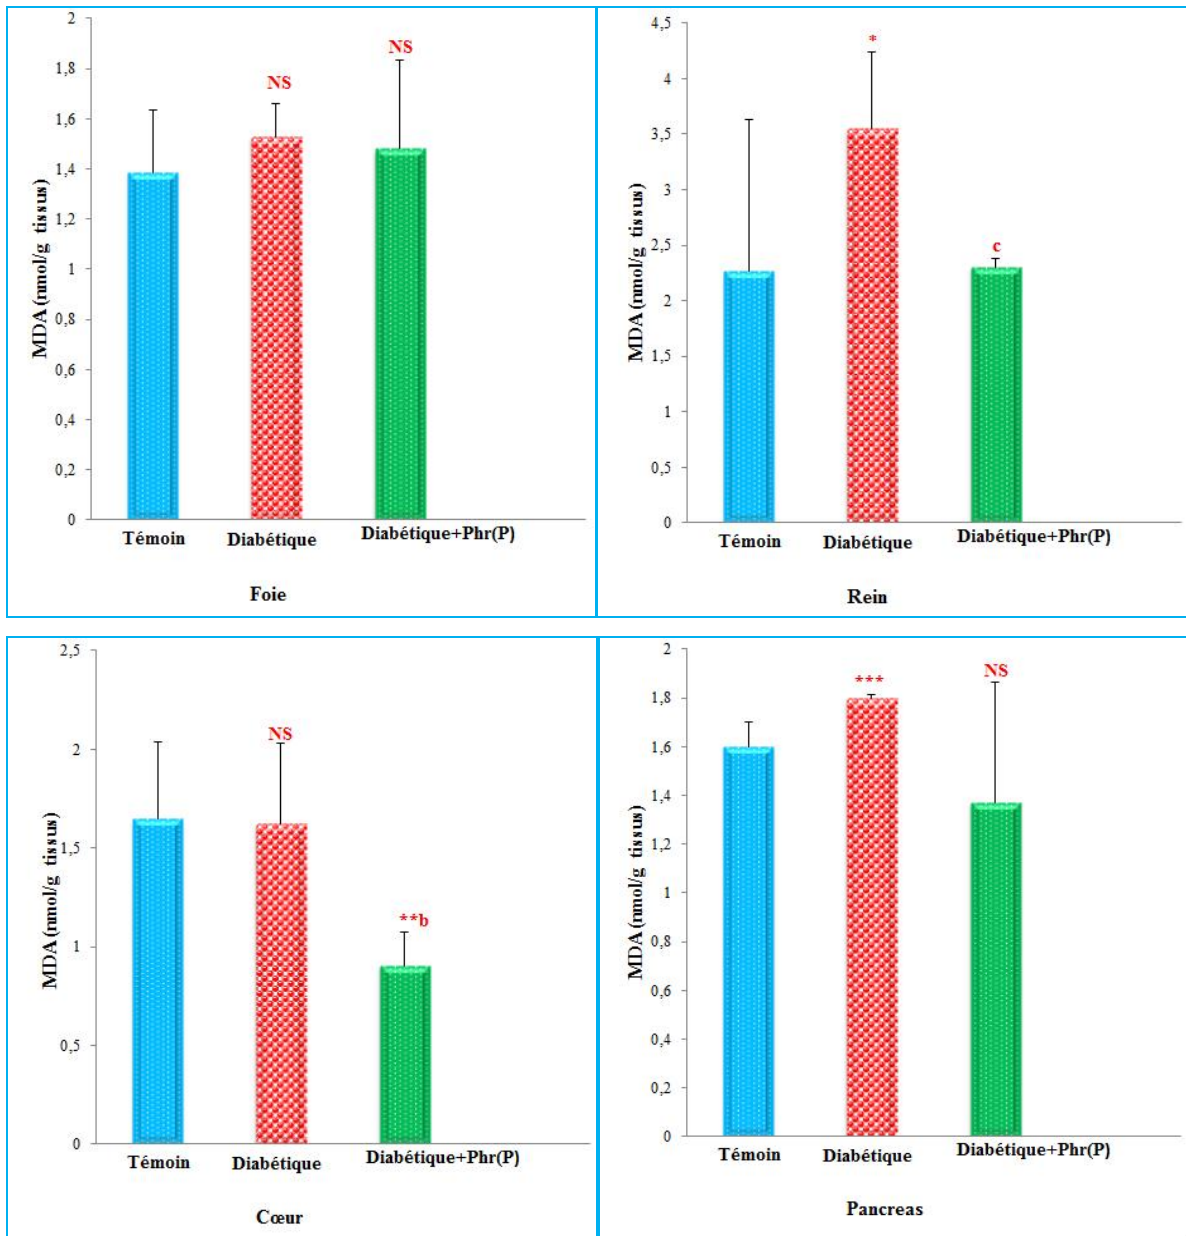 MDA (nmol/g tissus)
2
1,8
1,6
1,4
1,2
1
0,8
0,6
0,4
0,2
0
NS
NS
Témoin
Diabétique
Diabétique+Phr(P)
Foie
MDA (nmol/g tissus)
4,5
4
3,5
3
2,5
2
1,5
1
0,5
0
*
c
Témoin
Diabétique
Diabétique+Phr(P)
Rein
MDA (nmol/g tissus)
2,5
2
1,5
1
0,5
0
NS
**b
Témoin
Diabétique
Diabétique+Phr(P)
Cœur
MDA (nmol/g tissus)
2
1,8
1,6
1,4
1,2
1
0,8
0,6
0,4
0,2
0
***
NS
Témoin
Diabétique
Diabétique+Phr(P)
Pancreas